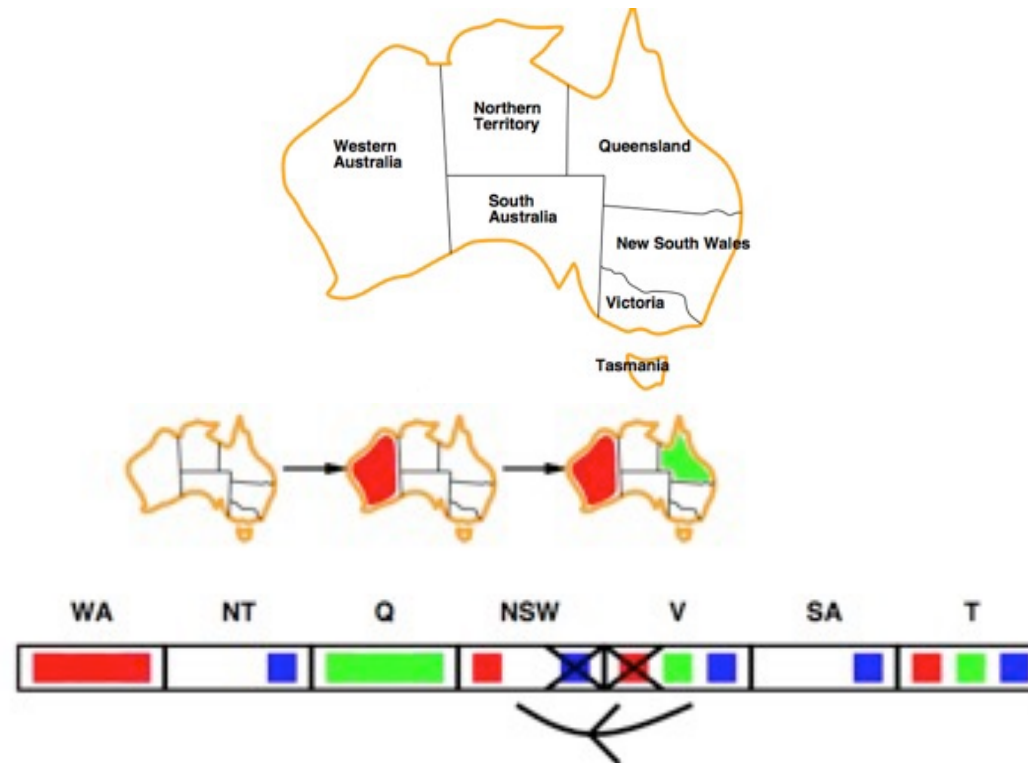 Northern
Territory
Western
Australia
Queensland
South
Australia
New South Wales
Victoria
Tasmania
WA NT Q NSW V SA T